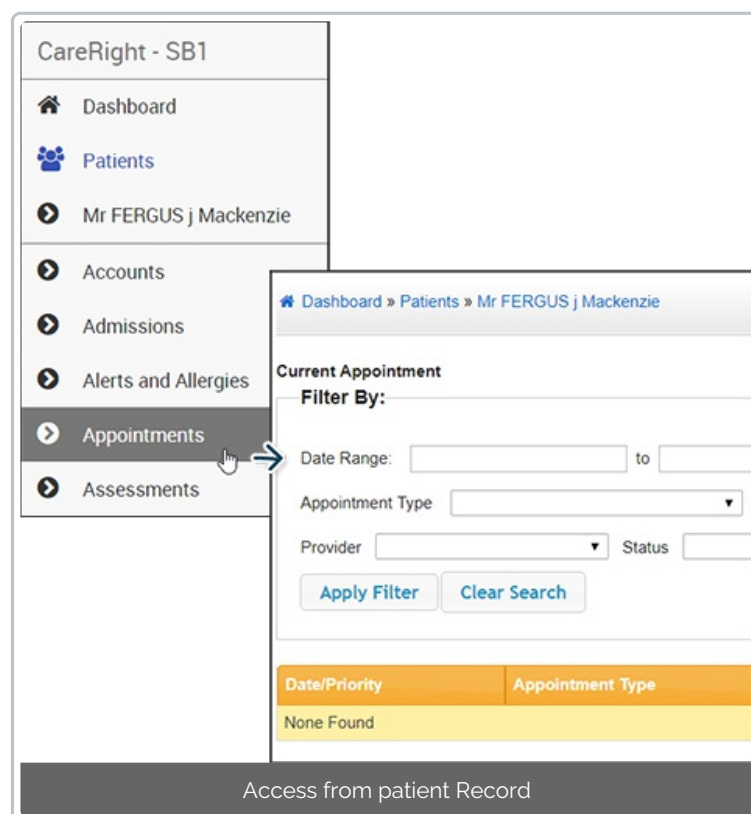 CareRight - SB1
Dashboard
Patients
Mr FERGUS j Mackenzie
Accounts
Admissions
Alerts and Allergies
Appointments
Assessments
Dashboard » Patients » Mr FERGUS j Mackenzie
Current Appointment
Filter By:
Date Range: to
Appointment Type
Provider Status
Apply Filter Clear Search
Date/Priority Appointment Type
None Found
Access from patient Record